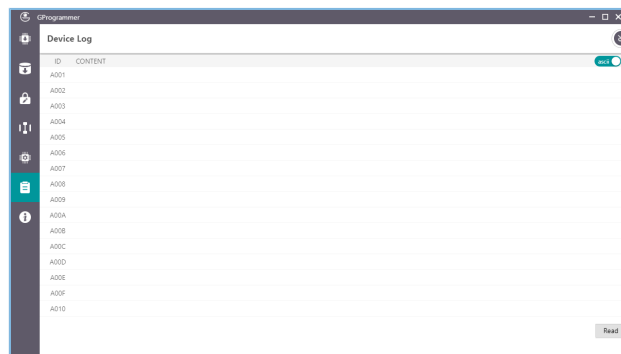 GProgrammer
Device Log
ID CONTENT ascii
A001
A002
A003
A004
A005
A006
A007
A008
A009
A00A
A00B
A00C
A00D
A00E
A00F
A010
Read